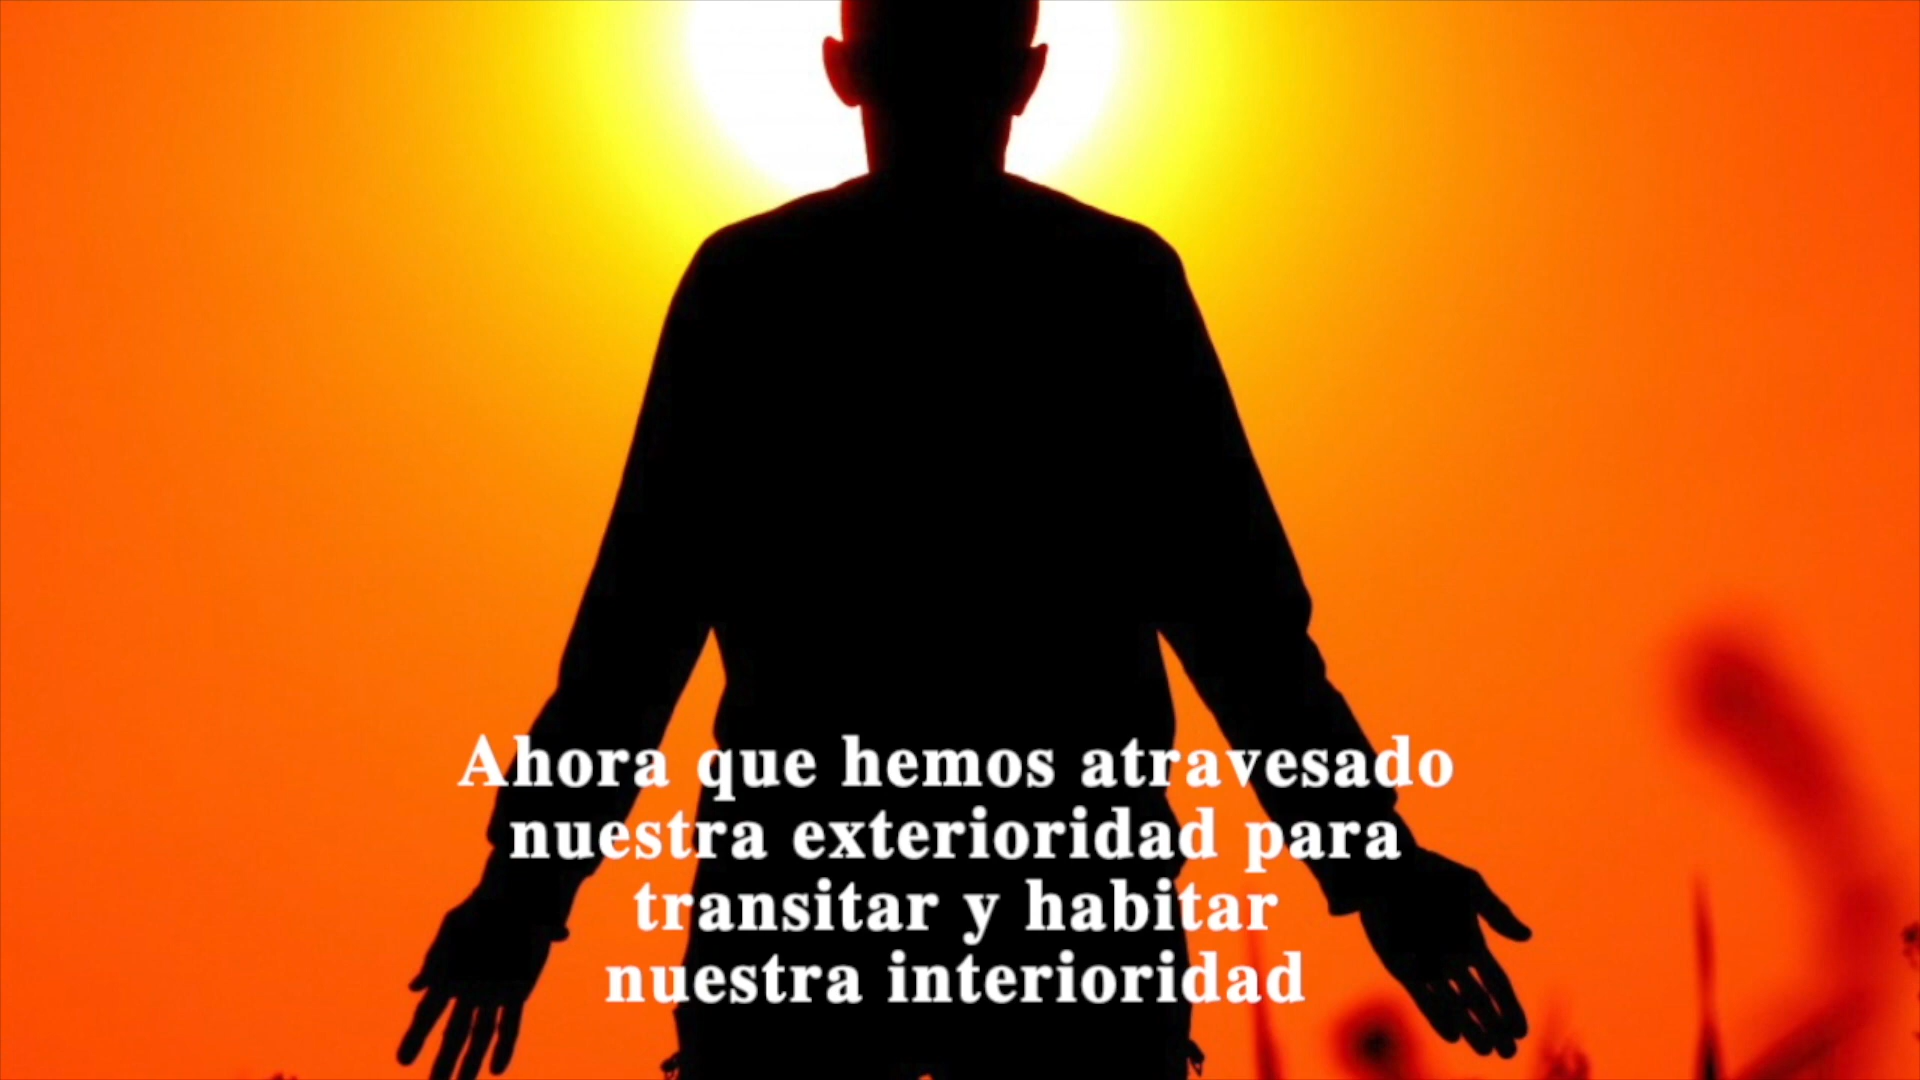 Ahora que hemos atravesado
nuestra exterioridad para
transitar y habitar
nuestra interioridad